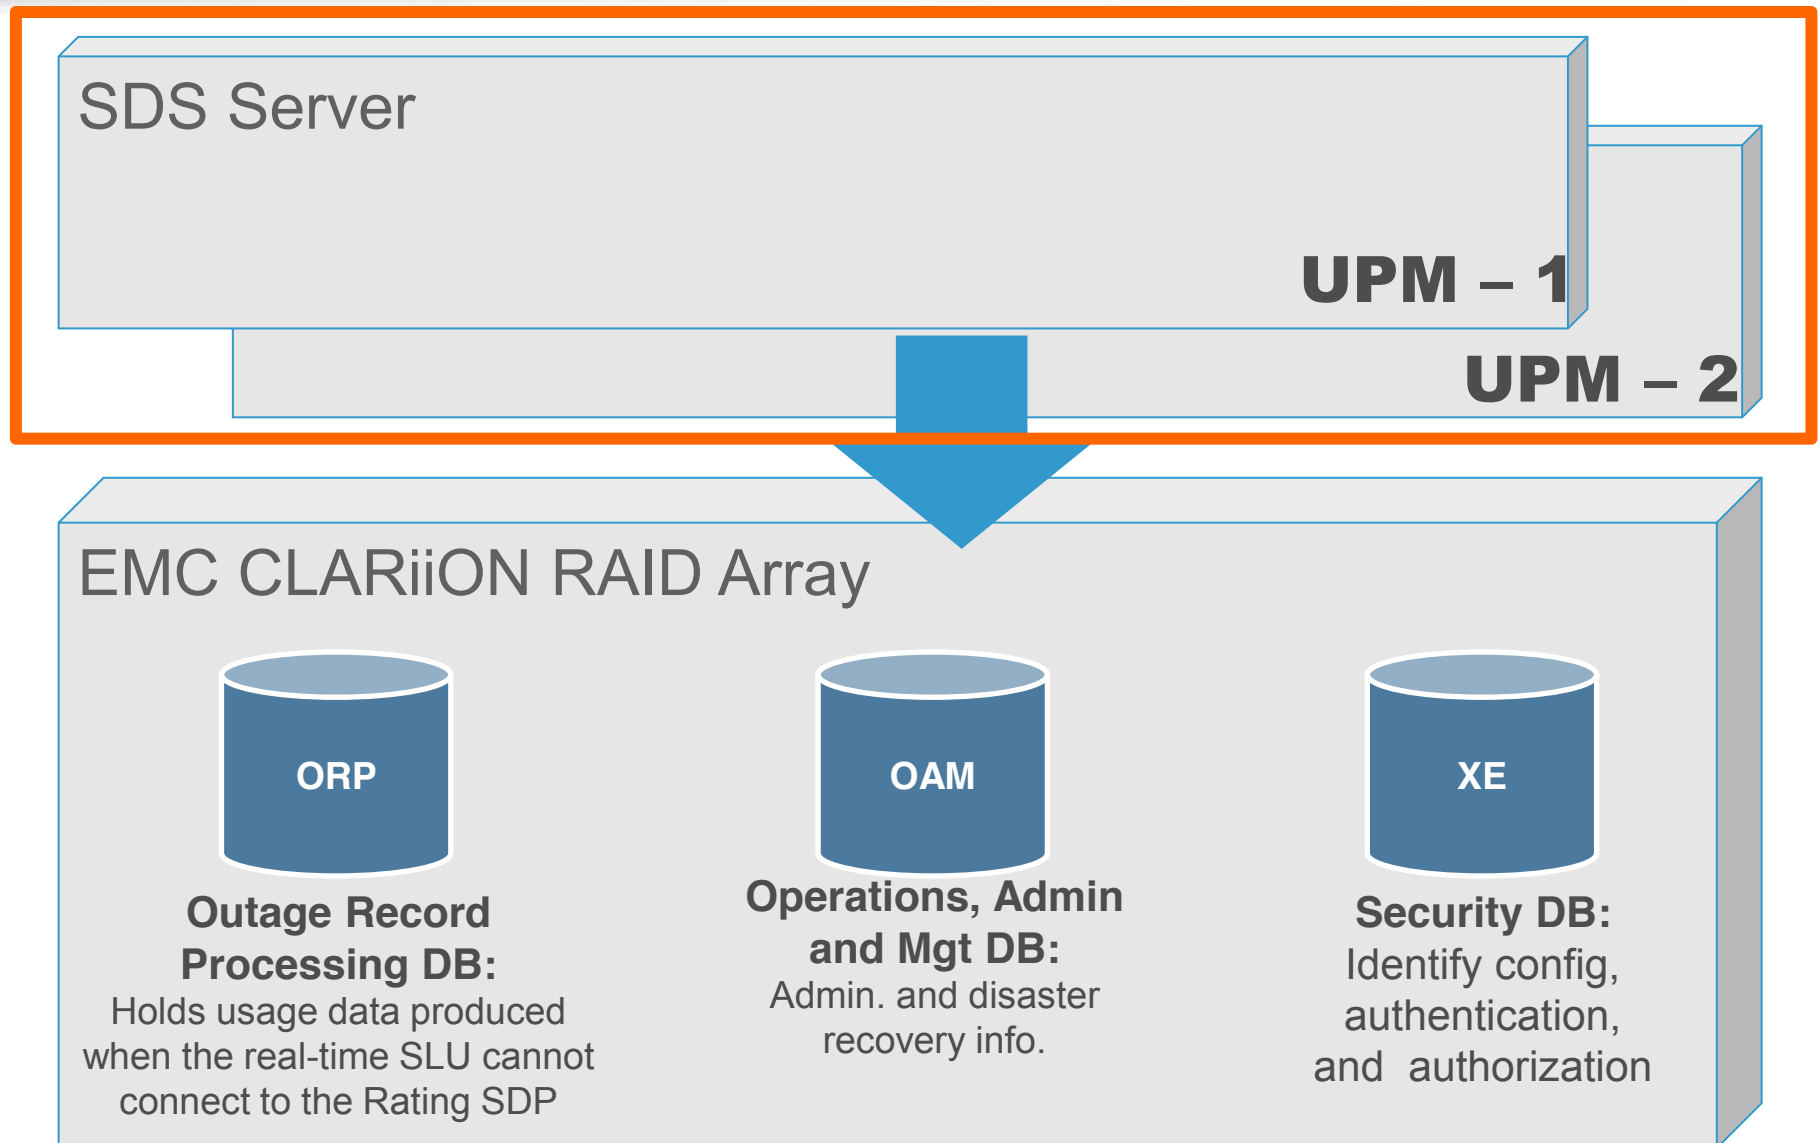 SDS Server
UPM – 1
UPM – 2
EMC CLARiiON RAID Array
ORP
Outage Record
Processing DB:
Holds usage data produced
when the real-time SLU cannot
connect to the Rating SDP
OAM
Operations, Admin
and Mgt DB:
Admin. and disaster
recovery info.
XE
Security DB:
Identify config,
authentication,
and authorization